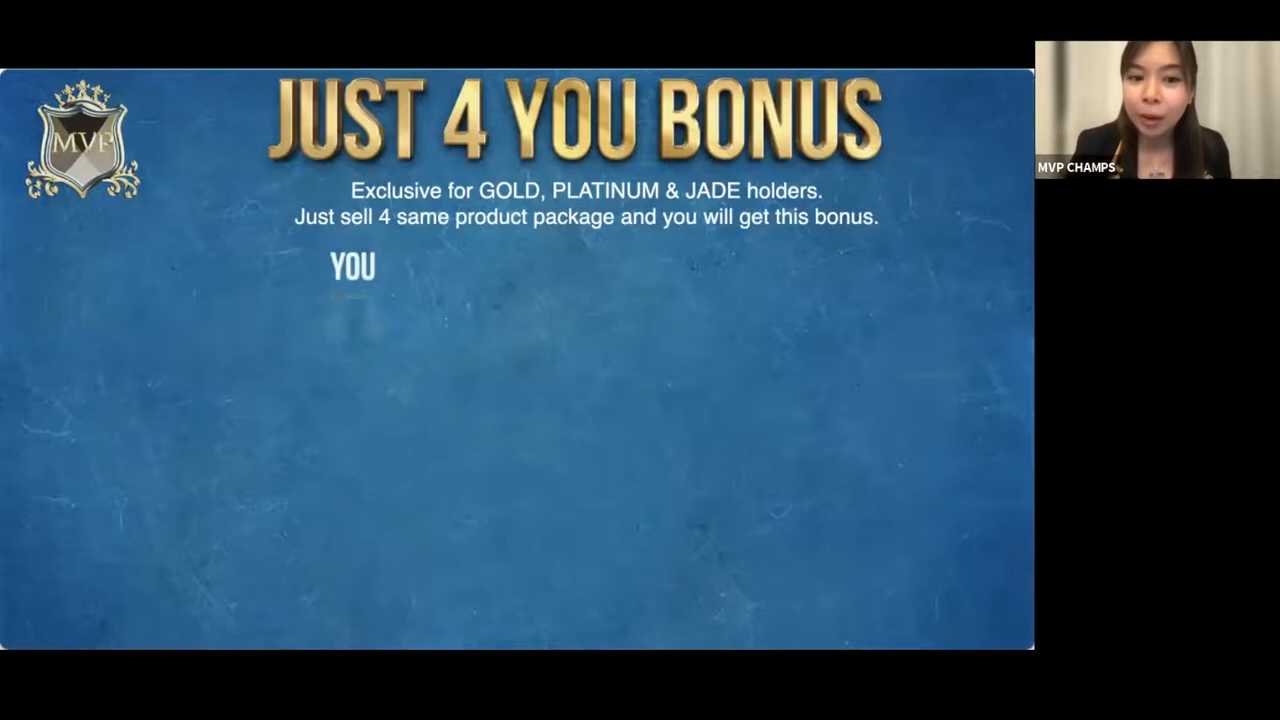 JUST 4 YOU BONUS
MVP
Exclusive for GOLD, PLATINUM & JADE holders.
Just sell 4 same product package and you will get this bonus.
YOU
MVP CHAMPS